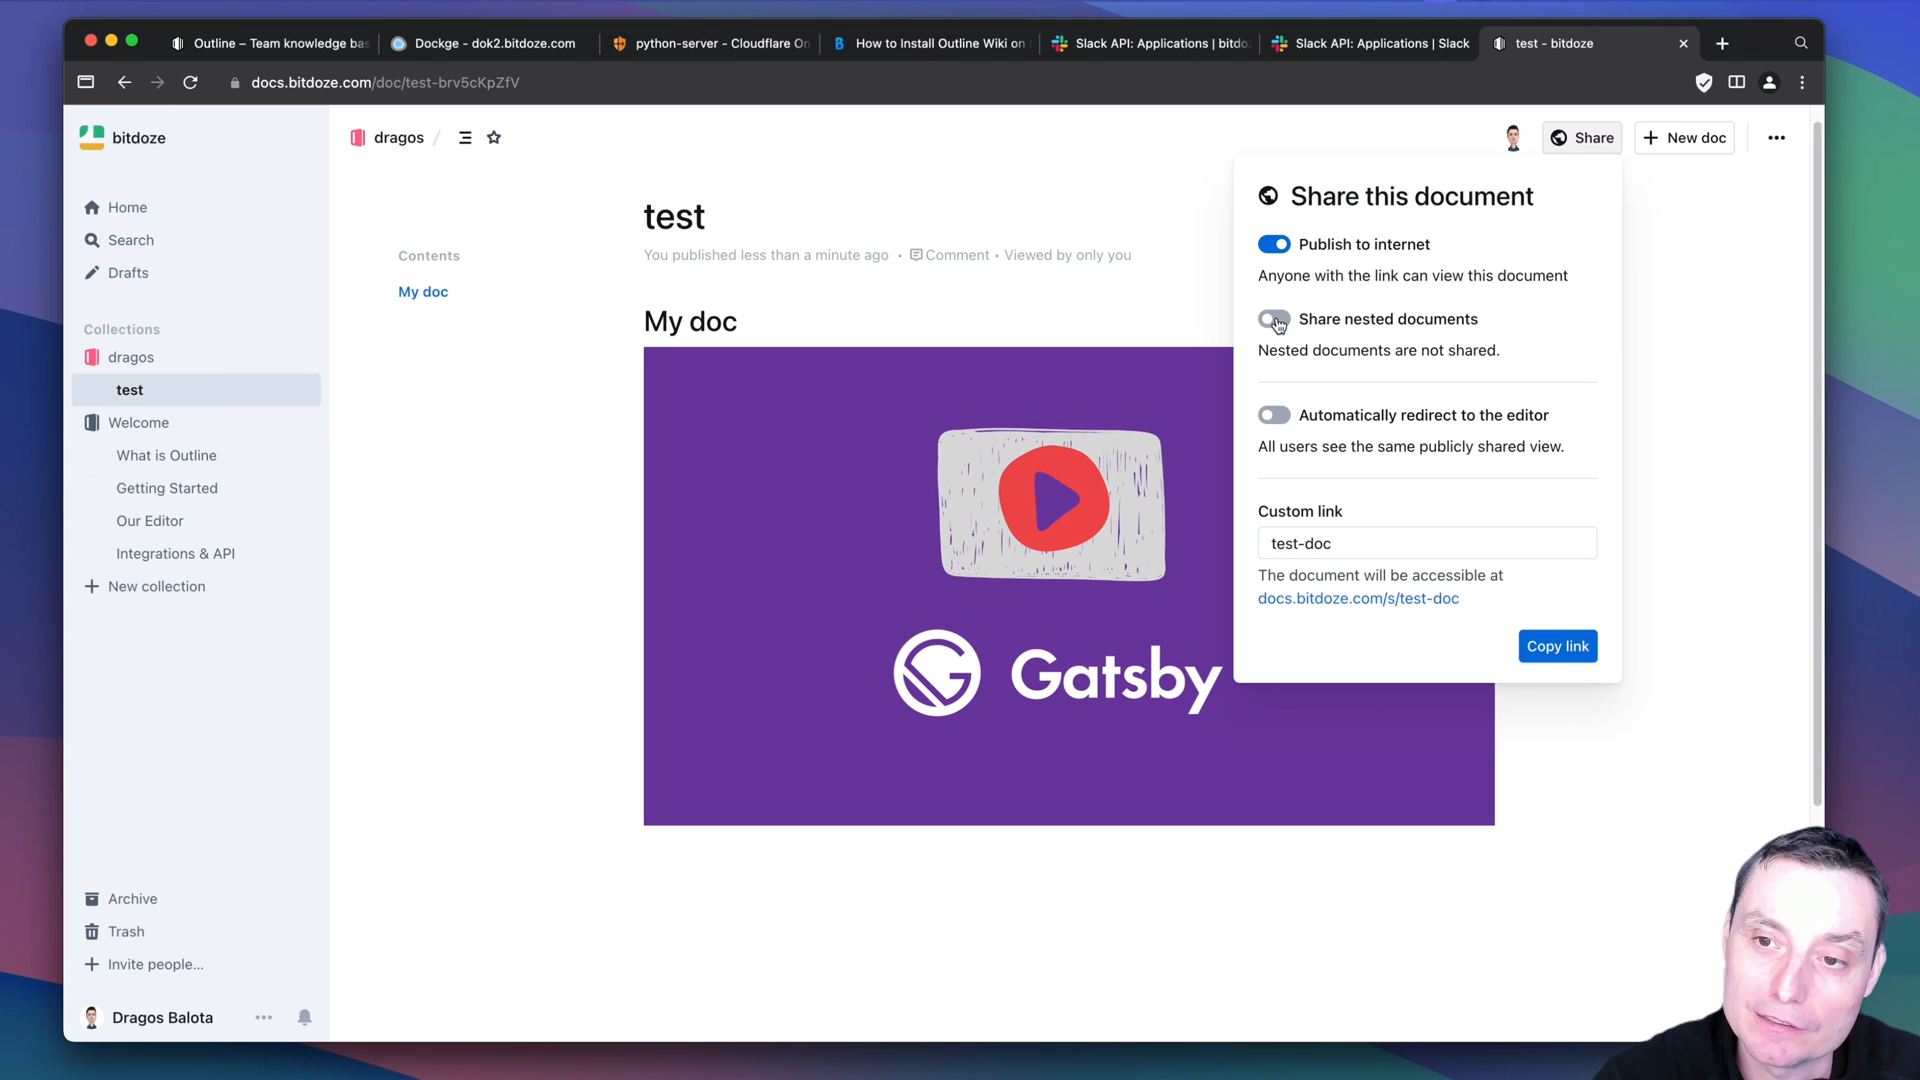 Outline – Team knowledge bas
Dockge - dok2.bitdoze.com
python-server - Cloudflare On
How to Install Outline Wiki on
Slack API: Applications | bitdo
Slack API: Applications | Slack
test - bitdoze
docs.bitdoze.com/doc/test-brv5cKpZfV
bitdoze
Home
Search
Drafts
Collections
dragos
test
Welcome
What is Outline
Getting Started
Our Editor
Integrations & API
New collection
Archive
Trash
Invite people...
Dragos Balota
dragos /
Share
New doc
Contents
My doc
test
You published less than a minute ago • Comment • Viewed by only you
My doc
Gatsby
Share this document
Publish to internet
Anyone with the link can view this document
Share nested documents
Nested documents are not shared.
Automatically redirect to the editor
All users see the same publicly shared view.
Custom link
test-doc
The document will be accessible at
docs.bitdoze.com/s/test-doc
Copy link